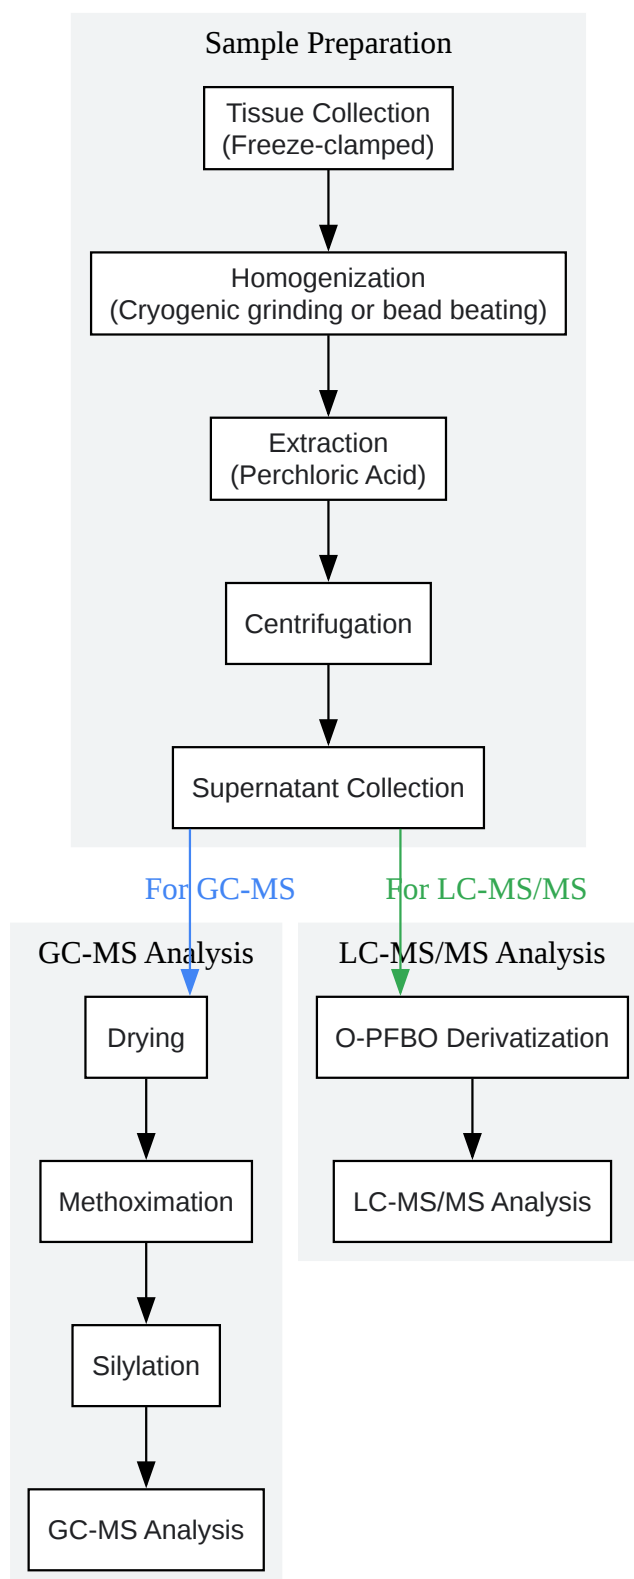 Sample Preparation
Tissue Collection
(Freeze-clamped)
Homogenization
(Cryogenic grinding or bead beating)
Extraction
(Perchloric Acid)
Centrifugation
Supernatant Collection
For GC-MS
For LC-MS/MS
GC-MS Analysis
Drying
Methoximation
Silylation
GC-MS Analysis
LC-MS/MS Analysis
O-PFBO Derivatization
LC-MS/MS Analysis